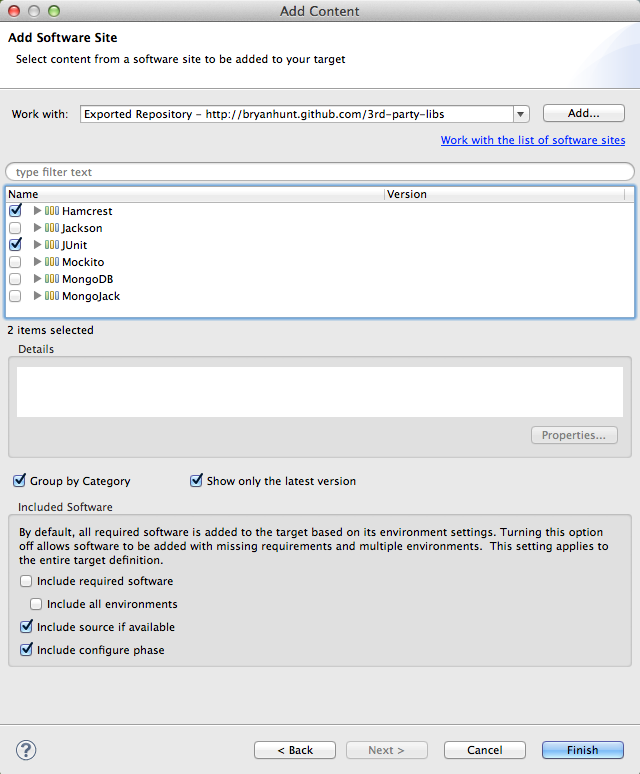 Add Content
Add Software Site
Select content from a software site to be added to your target
Work with: Exported Repository – http://bryanhunt.github.com/3rd-party-libs Add...
Work with the list of software sites
type filter text
Name Version
Hamcrest
Jackson
JUnit
Mockito
MongoDB
MongoJack
2 items selected
Details
Properties...
Group by Category Show only the latest version
Included Software
By default, all required software is added to the target based on its environment settings. Turning this option
off allows software to be added with missing requirements and multiple environments.  This setting applies to
the entire target definition.
Include required software
Include all environments
Include source if available
Include configure phase
? < Back Next > Cancel Finish